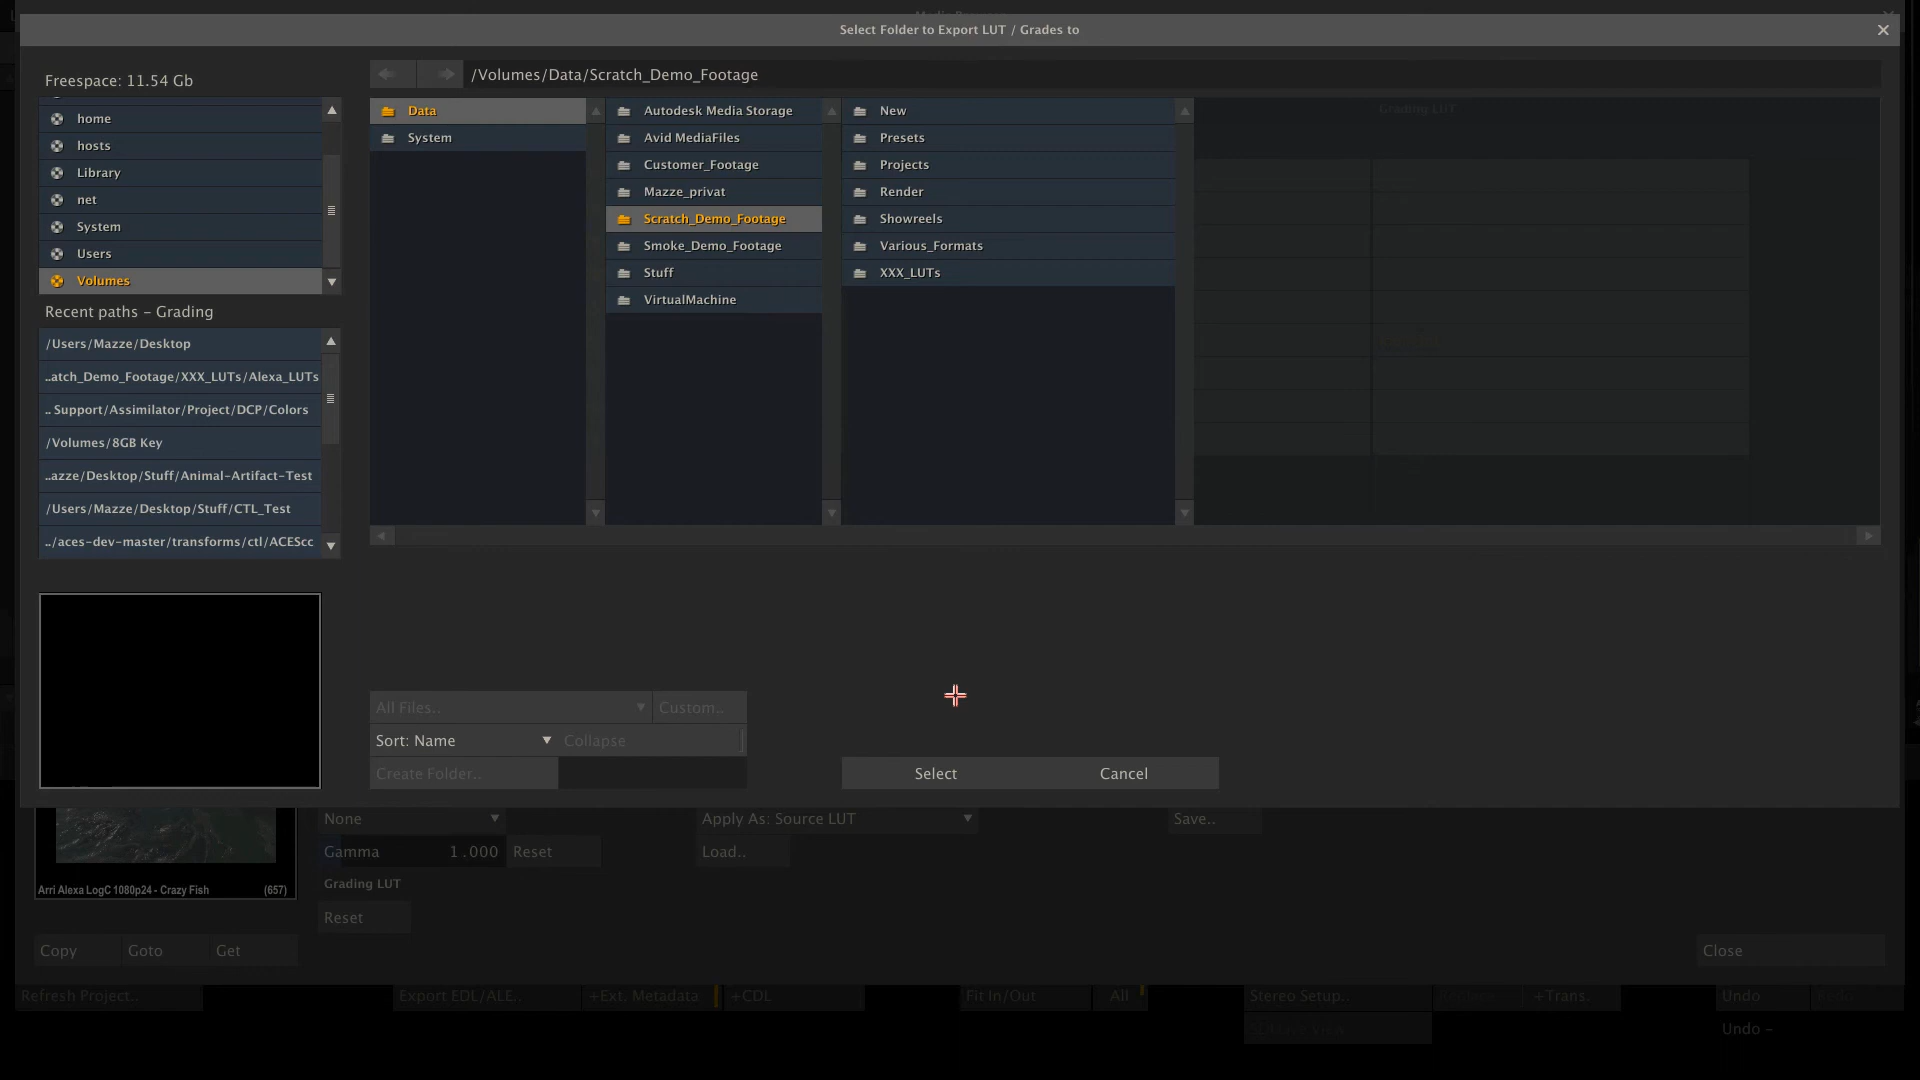 Select Folder to Export LUT / Grades to
Freespace: 11.54 Gb
/Volumes/Data/Scratch_Demo_Footage
home
hosts
Library
net
System
Users
Volumes
Data
System
Autodesk Media Storage
Avid MediaFiles
Customer_Footage
Mazze_privat
Scratch_Demo_Footage
Smoke_Demo_Footage
Stuff
VirtualMachine
New
Presets
Projects
Render
Showreels
Various_Formats
XXX_LUTs
Grading LUT
Recent paths - Grading
/Users/Mazze/Desktop
..atch_Demo_Footage/XXX_LUTs/Alexa_LUTs
.. Support/Assimilator/Project/DCP/Colors
/Volumes/8GB Key
..azze/Desktop/Stuff/Animal-Artifact-Test
/Users/Mazze/Desktop/Stuff/CTL_Test
../aces-dev-master/transforms/ctl/ACEScc
All Files.. Custom..
Sort: Name Collapse
Create Folder..
Select Cancel
None Apply As: Source LUT Save..
Gamma 1.000 Reset Load..
Arri Alexa LogC 1080p24 - Crazy Fish (657)
Grading LUT
Reset
Copy Goto Get Close
Refresh Project.. Export EDL/ALE.. +Ext. Metadata +CDL Fit In/Out All Stereo Setup.. +Trans. Undo
Undo -